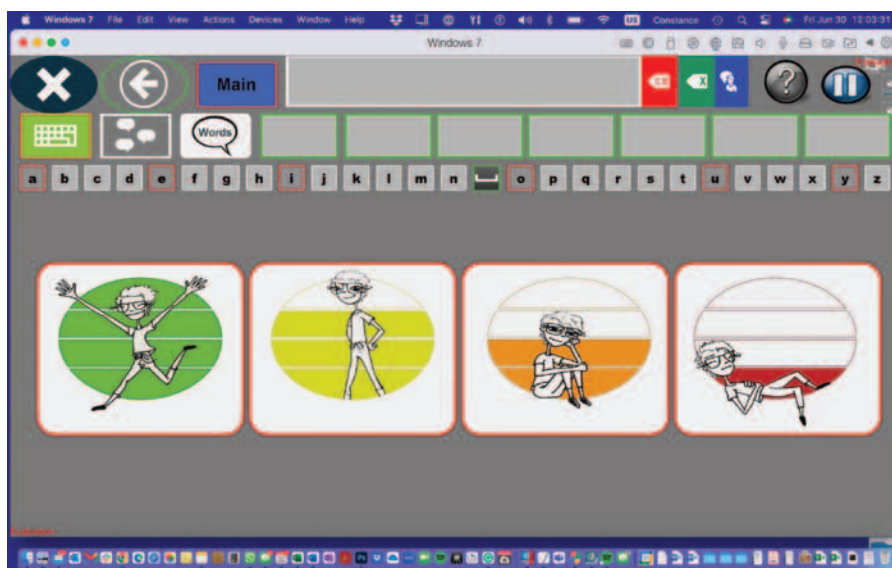 Windows 7 File Edit View Actions Devices Window Help US Constance Fri Jun 30 12:03:31
Windows 7
Main
Words
a b c d e f g h i j k l m n o p q r s t u v w x y z